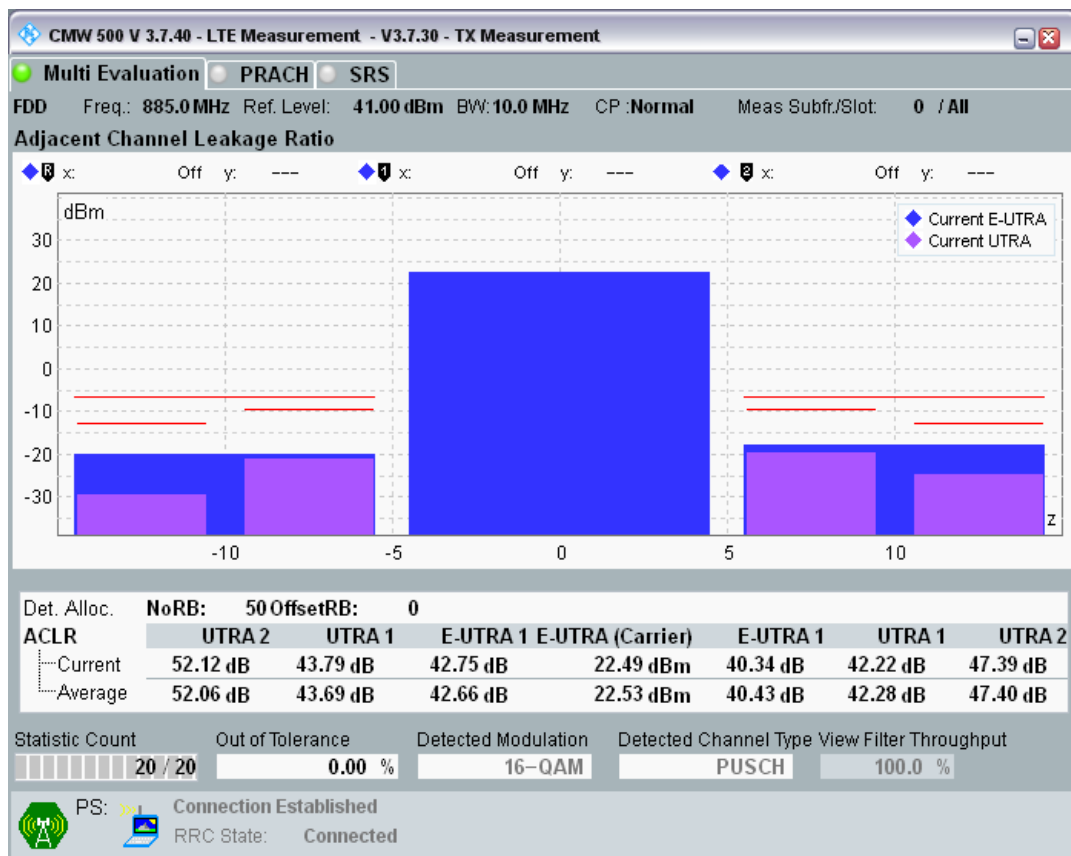 CMW 500 V 3.7.40 - LTE Measurement - V3.7.30 - TX Measurement
Multi Evaluation PRACH SRS
FDD Freq.: 885.0 MHz Ref. Level: 41.00 dBm BW: 10.0 MHz CP :Normal Meas Subfr./Slot: 0 / All
Adjacent Channel Leakage Ratio
R x: Off y: --- 1 x: Off y: --- 2 x: Off y: ---
dBm
Current E-UTRA
Current UTRA
30
20
10
0
-10
-20
-30
z
-10 -5 0 5 10
Det. Alloc. NoRB: 50 OffsetRB: 0
ACLR UTRA 2 UTRA 1 E-UTRA 1 E-UTRA (Carrier) E-UTRA 1 UTRA 1 UTRA 2
Current 52.12 dB 43.79 dB 42.75 dB 22.49 dBm 40.34 dB 42.22 dB 47.39 dB
Average 52.06 dB 43.69 dB 42.66 dB 22.53 dBm 40.43 dB 42.28 dB 47.40 dB
Statistic Count Out of Tolerance Detected Modulation Detected Channel Type View Filter Throughput
20 / 20 0.00 % 16-QAM PUSCH 100.0 %
PS: Connection Established
RRC State: Connected